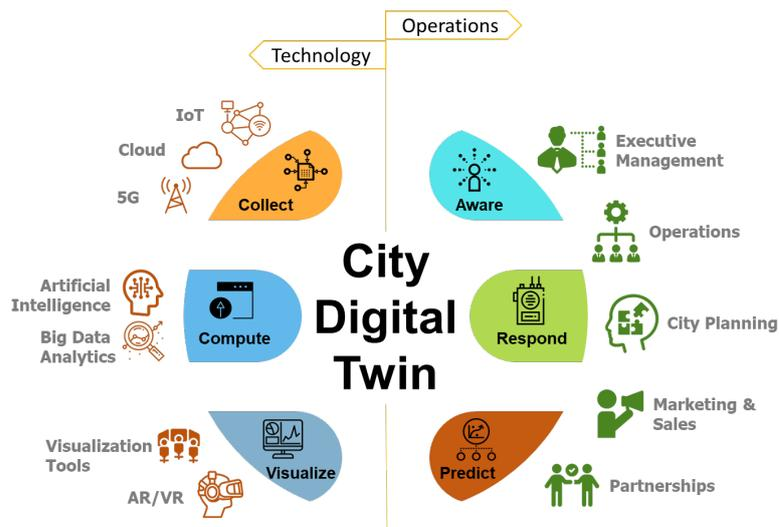 Operations
Technology
IoT
Cloud
5G
Collect
Artificial
Intelligence
Big Data
Analytics
Compute
Visualization
Tools
AR/VR
Visualize
City
Digital
Twin
Aware
Executive
Management
Operations
Respond
City Planning
Predict
Marketing &
Sales
Partnerships